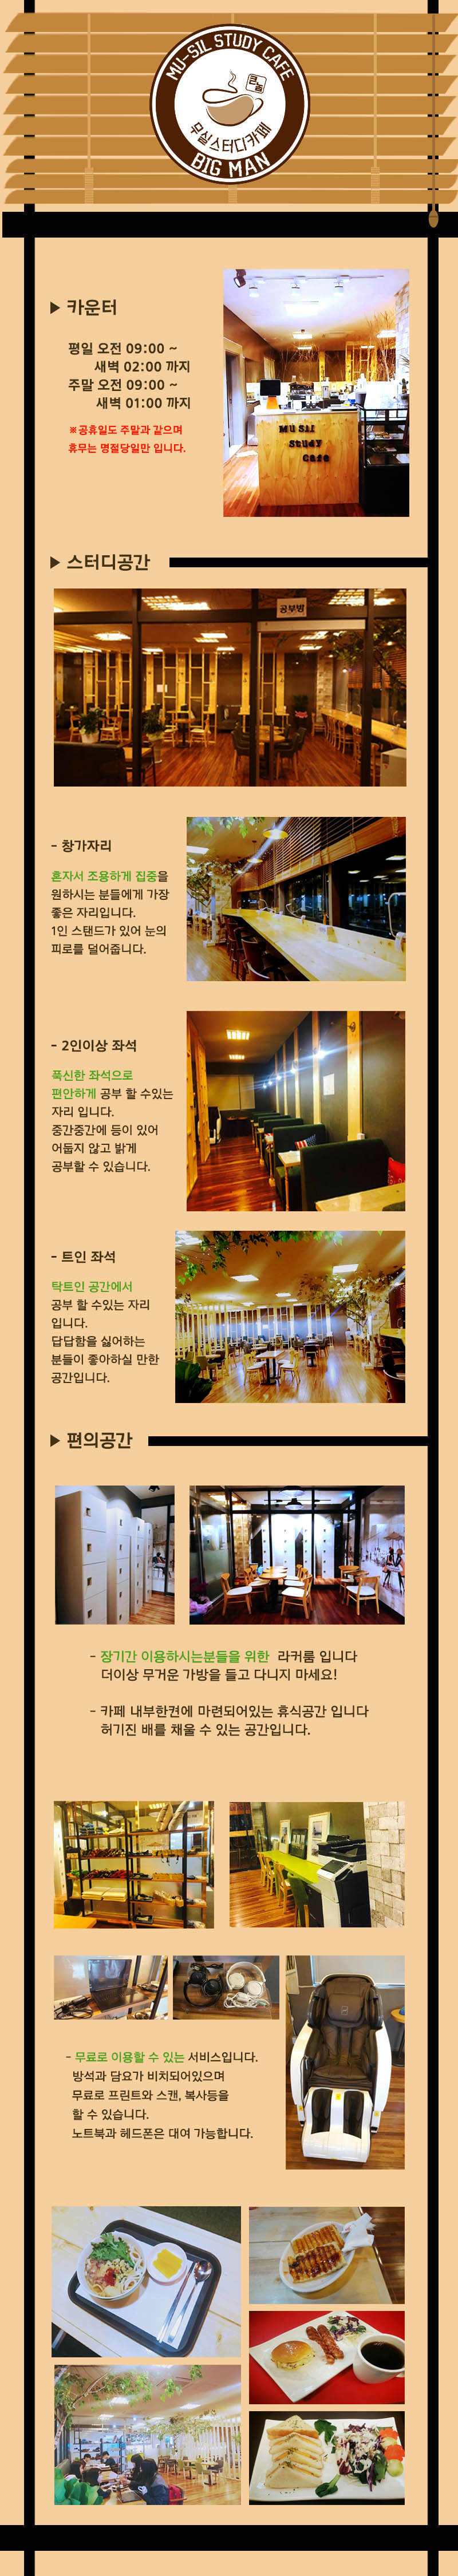 MU-SIL STUDY CAFE
큰놈
무실스터디카페
BIG MAN
▶ 카운터
평일 오전 09:00 ~
새벽 02:00 까지
주말 오전 09:00 ~
새벽 01:00 까지
※공휴일도 주말과 같으며
휴무는 명절당일만 입니다.
MU SIL
Study
Cafe
▶ 스터디공간
공부방
- 창가자리
혼자서 조용하게 집중을
원하시는 분들에게 가장
좋은 자리입니다.
1인 스탠드가 있어 눈의
피로를 덜어줍니다.
- 2인이상 좌석
푹신한 좌석으로
편안하게 공부 할 수있는
자리 입니다.
중간중간에 등이 있어
어둡지 않고 밝게
공부할 수 있습니다.
- 트인 좌석
탁트인 공간에서
공부 할 수있는 자리
입니다.
답답함을 싫어하는
분들이 좋아하실 만한
공간입니다.
▶ 편의공간
- 장기간 이용하시는분들을 위한 라커룸 입니다
더이상 무거운 가방을 들고 다니지 마세요!
- 카페 내부한켠에 마련되어있는 휴식공간 입니다
허기진 배를 채울 수 있는 공간입니다.
- 무료로 이용할 수 있는 서비스입니다.
방석과 담요가 비치되어있으며
무료로 프린트와 스캔, 복사등을
할 수 있습니다.
노트북과 헤드폰은 대여 가능합니다.